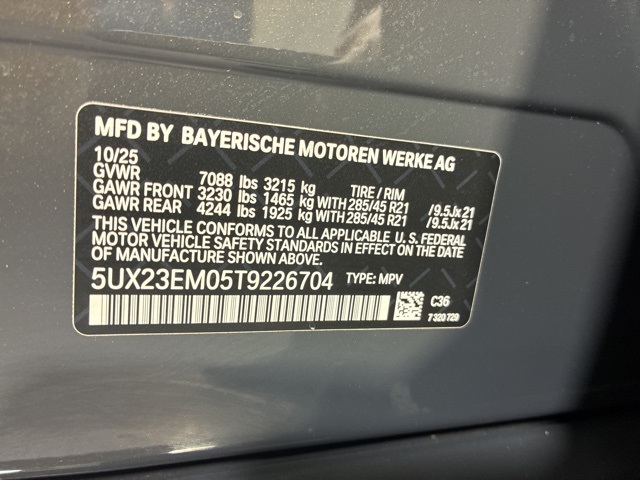 MFD BY BAYERISCHE MOTOREN WERKE AG
10/25
GVWR 7088 lbs 3215 kg TIRE / RIM
GAWR FRONT 3230 lbs 1465 kg WITH 285/45 R21 /9.5Jx21
GAWR REAR 4244 lbs 1925 kg WITH 285/45 R21 /9.5Jx21
THIS VEHICLE CONFORMS TO ALL APPLICABLE U.S. FEDERAL
MOTOR VEHICLE SAFETY STANDARDS IN EFFECT ON THE DATE
OF MANUFACTURE SHOWN ABOVE.
5UX23EM05T9226704 TYPE: MPV
C36
7 320 729